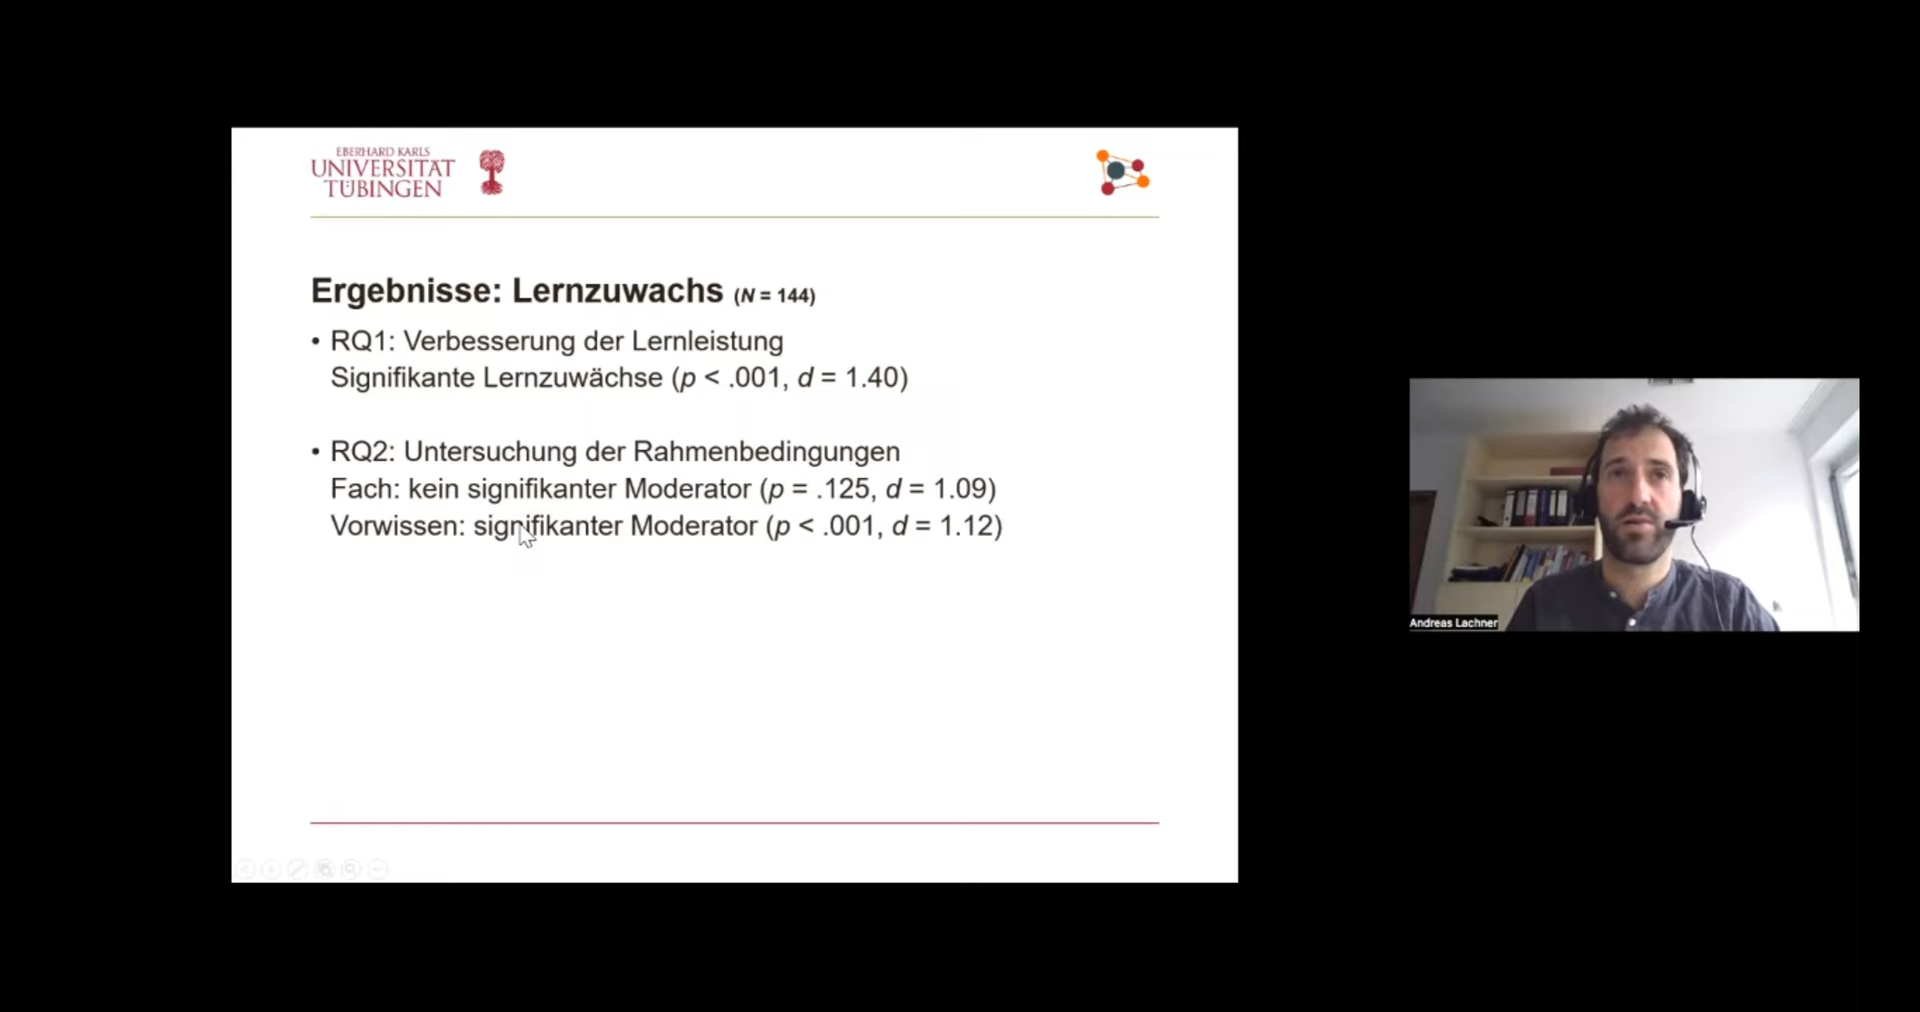 EBERHARD KARLS
UNIVERSITÄT
TÜBINGEN
Ergebnisse: Lernzuwachs (N = 144)
• RQ1: Verbesserung der Lernleistung
Signifikante Lernzuwächse (p < .001, d = 1.40)
• RQ2: Untersuchung der Rahmenbedingungen
Fach: kein signifikanter Moderator (p = .125, d = 1.09)
Vorwissen: signifikanter Moderator (p < .001, d = 1.12)
Andreas Lachner